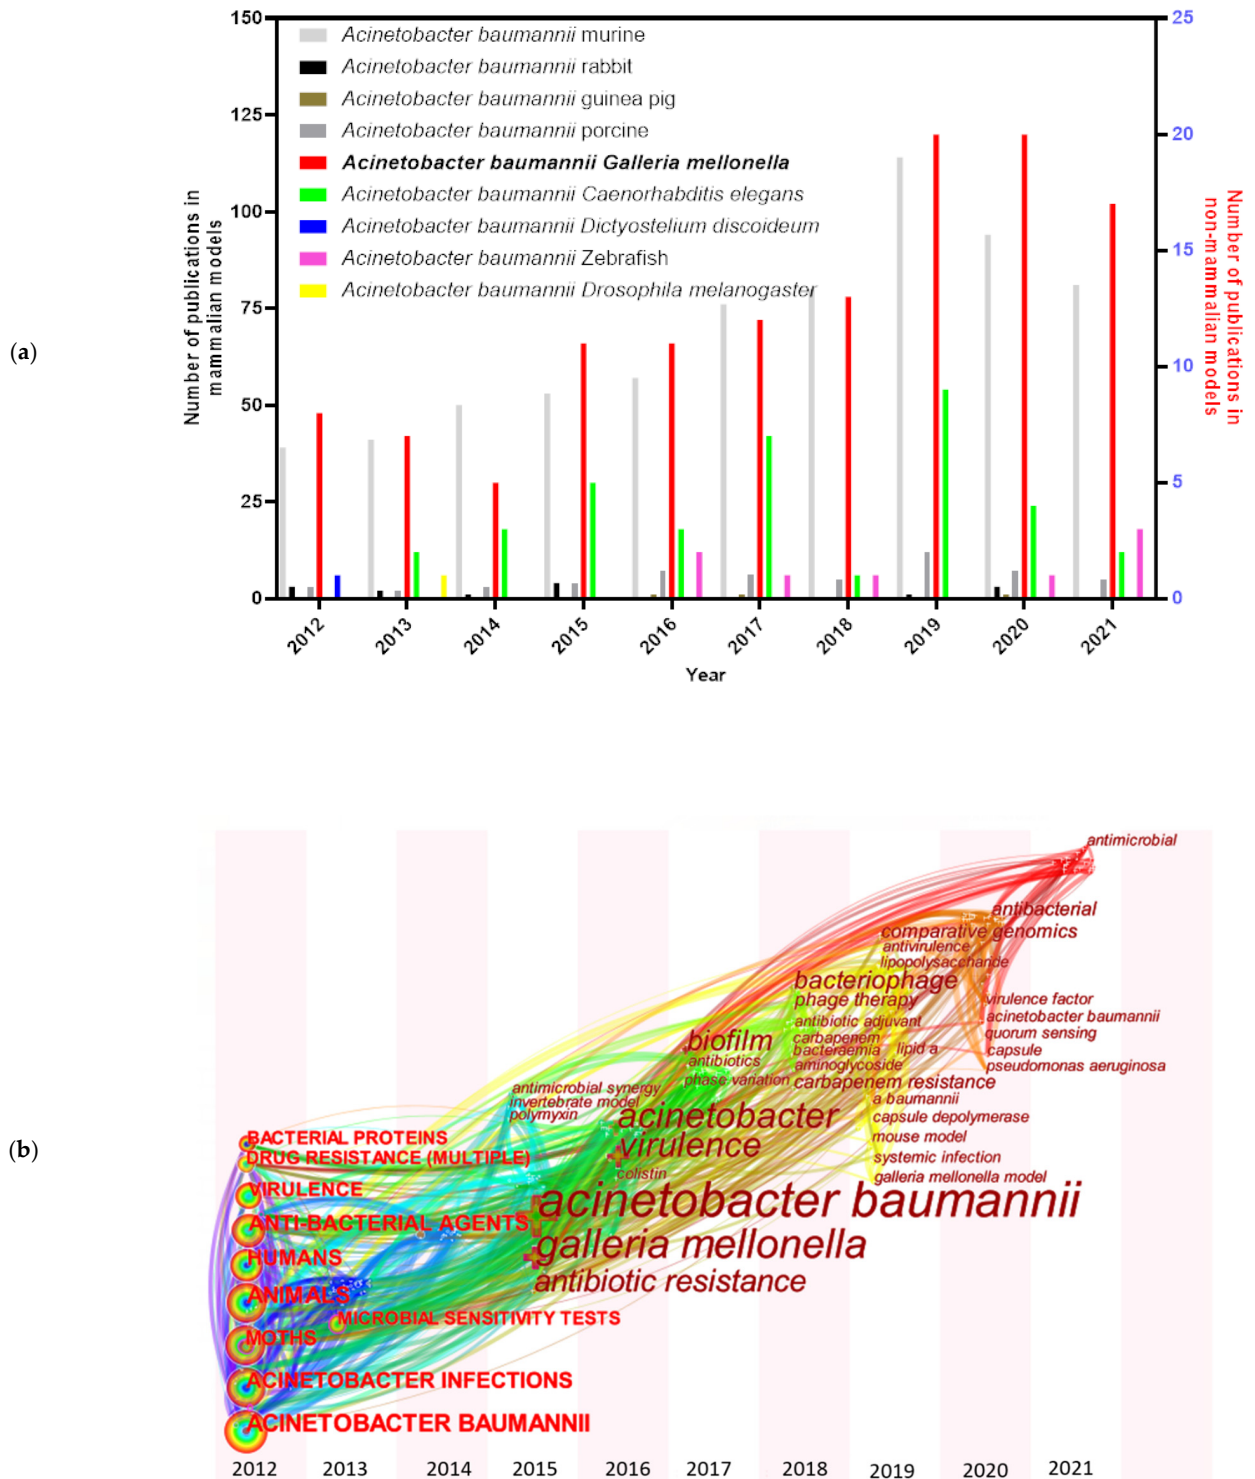 150
125
100
75
50
25
0
Number of publications in
mammalian models
Acinetobacter baumannii murine
Acinetobacter baumannii rabbit
Acinetobacter baumannii guinea pig
Acinetobacter baumannii porcine
Acinetobacter baumannii Galleria mellonella
Acinetobacter baumannii Caenorhabditis elegans
Acinetobacter baumannii Dictyostelium discoideum
Acinetobacter baumannii Zebrafish
Acinetobacter baumannii Drosophila melanogaster
25
20
15
10
5
0
Number of publications in
non-mammalian models
(a)
2012 2013 2014 2015 2016 2017 2018 2019 2020 2021
Year
antimicrobial
antibacterial
comparative genomics
antivirulence
lipopolysaccharide
bacteriophage
phage therapy
virulence factor
antibiotic adjuvant
acinetobacter baumannii
carbapenem
quorum sensing
biofilm
bacteraemia
lipid a
capsule
antibiotics
aminoglycoside
pseudomonas aeruginosa
phase variation
carbapenem resistance
antimicrobial synergy
invertebrate model
polymyxin
a baumannii
acinetobacter
capsule depolymerase
virulence
mouse model
BACTERIAL PROTEINS
DRUG RESISTANCE (MULTIPLE)
systemic infection
colistin
galleria mellonella model
(b)
VIRULENCE
acinetobacter baumannii
ANTI-BACTERIAL AGENTS
galleria mellonella
HUMANS
antibiotic resistance
ANIMALS
MICROBIAL SENSITIVITY TESTS
MOTHS
ACINETOBACTER INFECTIONS
ACINETOBACTER BAUMANNII
2012 2013 2014 2015 2016 2017 2018 2019 2020 2021